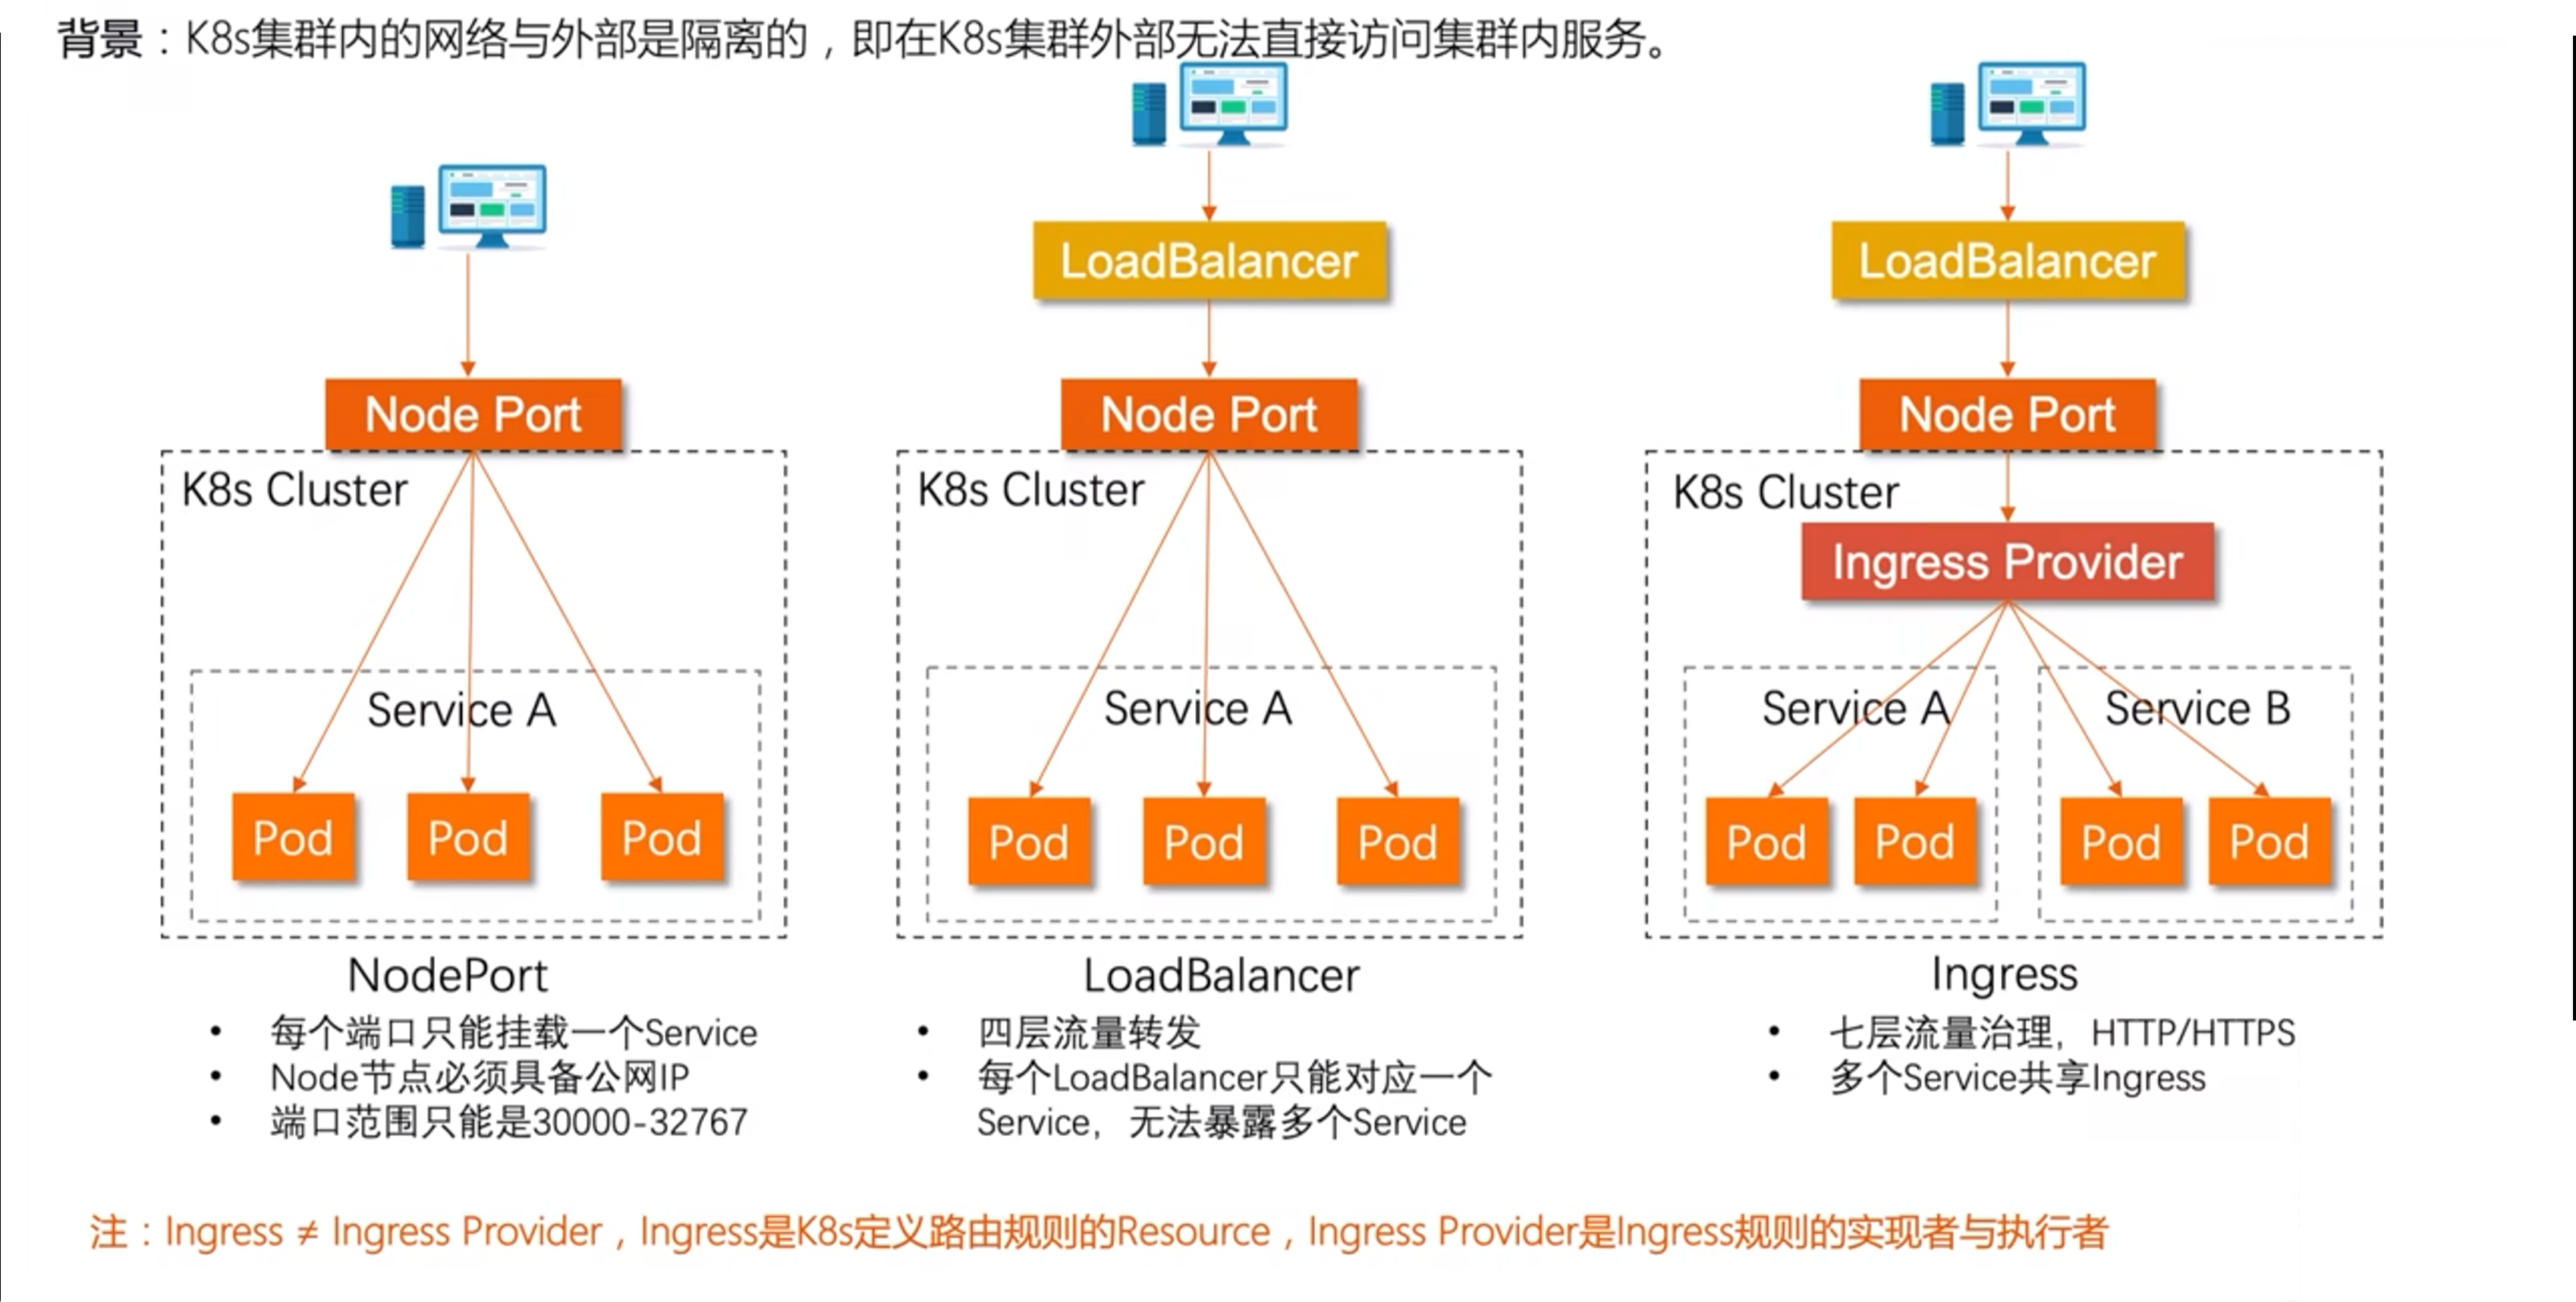 背景：K8s集群内的网络与外部是隔离的，即在K8s集群外部无法直接访问集群内服务。
Node Port
K8s Cluster
Service A
Pod
Pod
Pod
NodePort
• 每个端口只能挂载一个Service
• Node节点必须具备公网IP
• 端口范围只能是30000-32767
LoadBalancer
Node Port
K8s Cluster
Service A
Pod
Pod
Pod
LoadBalancer
• 四层流量转发
• 每个LoadBalancer只能对应一个
Service，无法暴露多个Service
LoadBalancer
Node Port
K8s Cluster
Ingress Provider
Service A
Service B
Pod
Pod
Pod
Pod
Ingress
• 七层流量治理，HTTP/HTTPS
• 多个Service共享Ingress
注：Ingress ≠ Ingress Provider，Ingress是K8s定义路由规则的Resource，Ingress Provider是Ingress规则的实现者与执行者